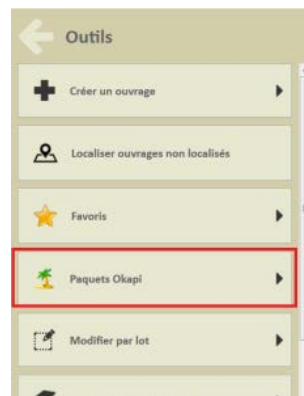 Outils
Créer un ouvrage
Localiser ouvrages non localisés
Favoris
Paquets Okapi
Modifier par lot